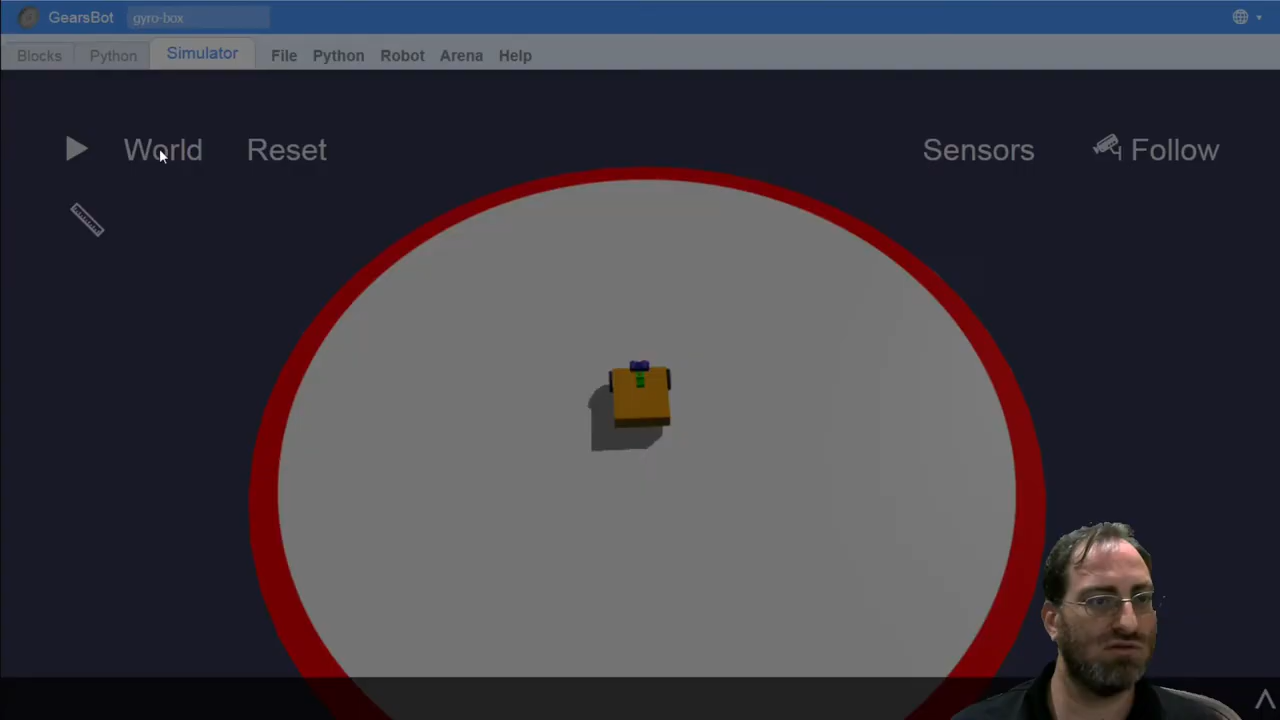 GearsBot gyro-box
Blocks Python Simulator File Python Robot Arena Help
World Reset Sensors Follow